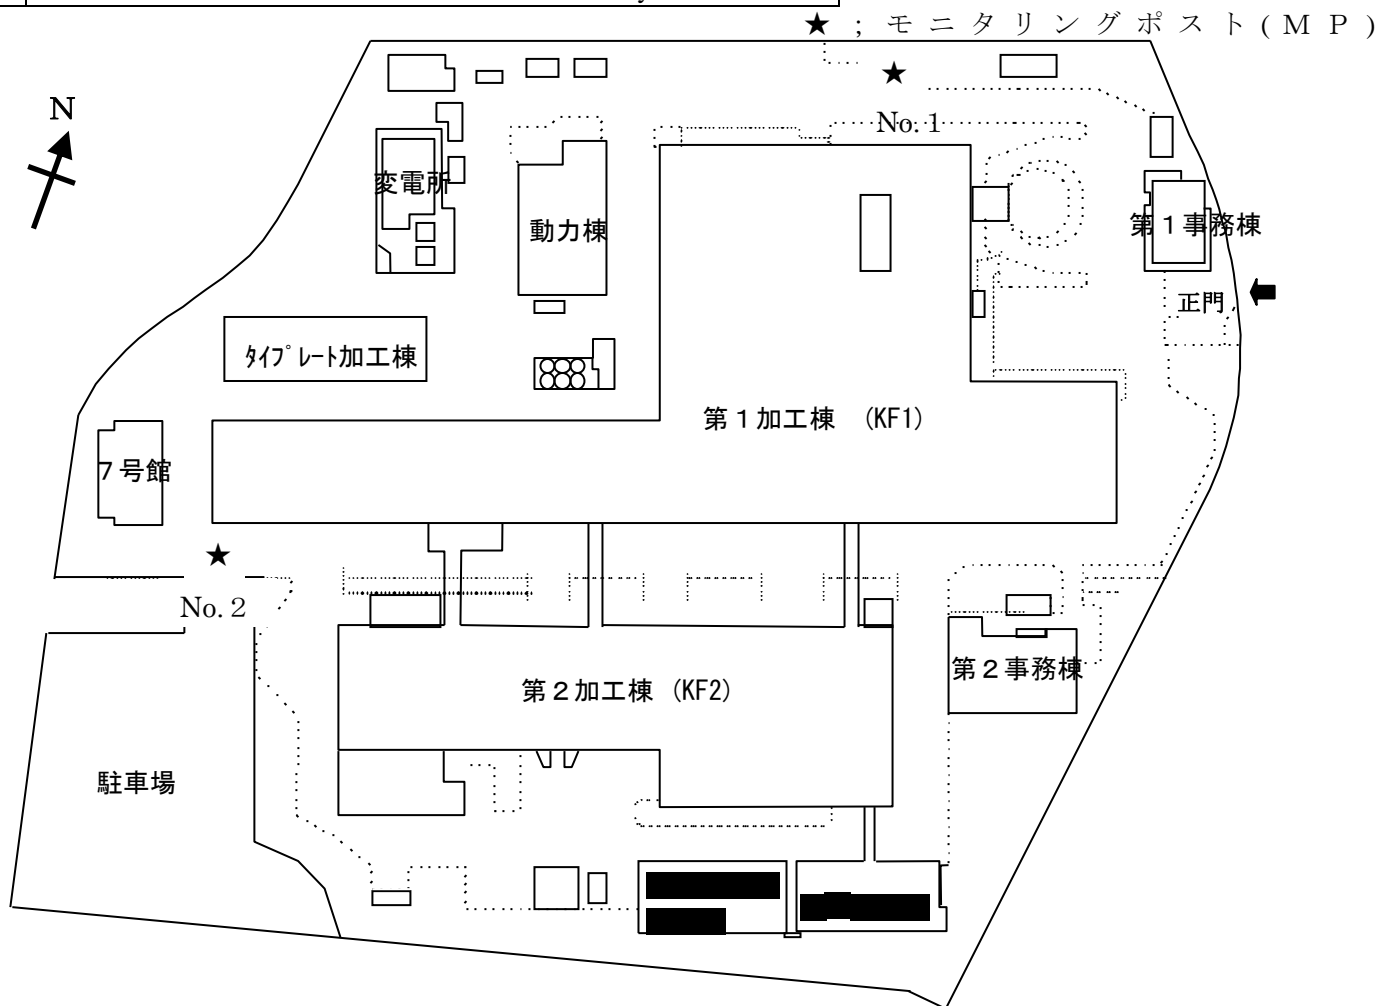 ★ ; モニタリングポスト(ＭＰ)
N
★
No. 1
変電所
動力棟
第１事務棟
正門
ﾀｲﾌﾟﾚｰﾄ加工棟
第１加工棟　(KF1)
７号館
★
No. 2
第２事務棟
第２加工棟 (KF2)
駐車場